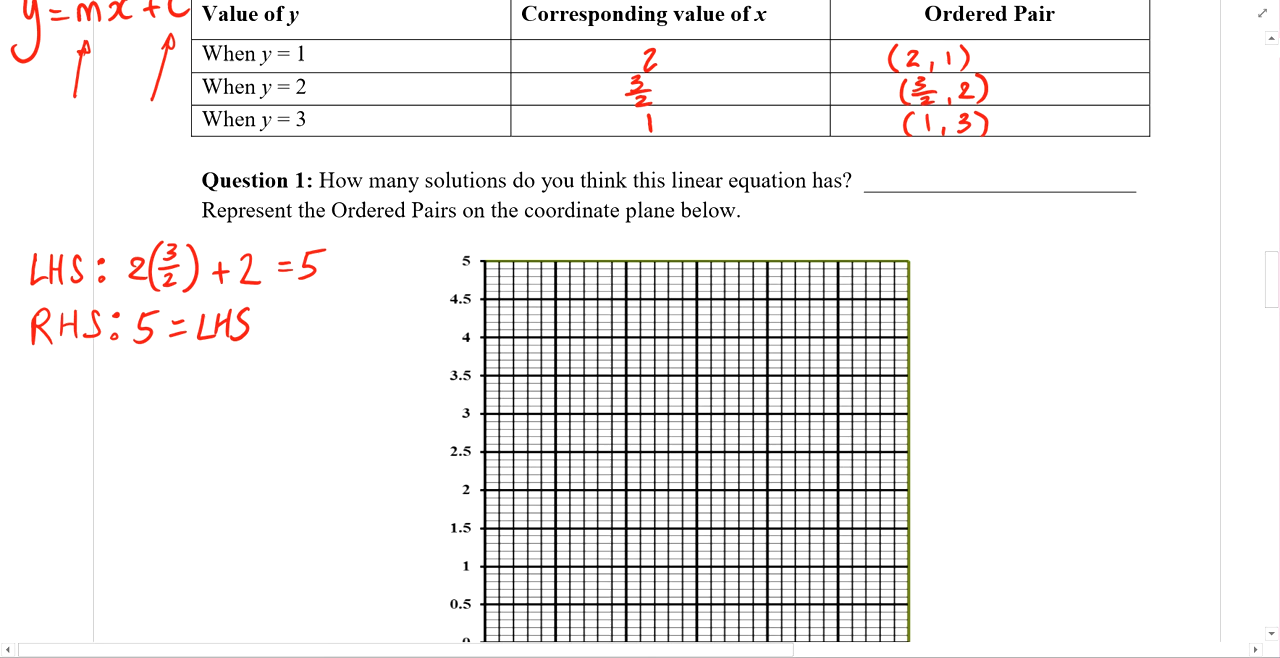 y = mx + c
Value of y Corresponding value of x Ordered Pair
When y = 1 2 (2, 1)
When y = 2 3/2 (3/2, 2)
When y = 3 1 (1, 3)
Question 1: How many solutions do you think this linear equation has? ____________________
Represent the Ordered Pairs on the coordinate plane below.
LHS: 2(3/2) + 2 = 5
RHS: 5 = LHS
5
4.5
4
3.5
3
2.5
2
1.5
1
0.5
0